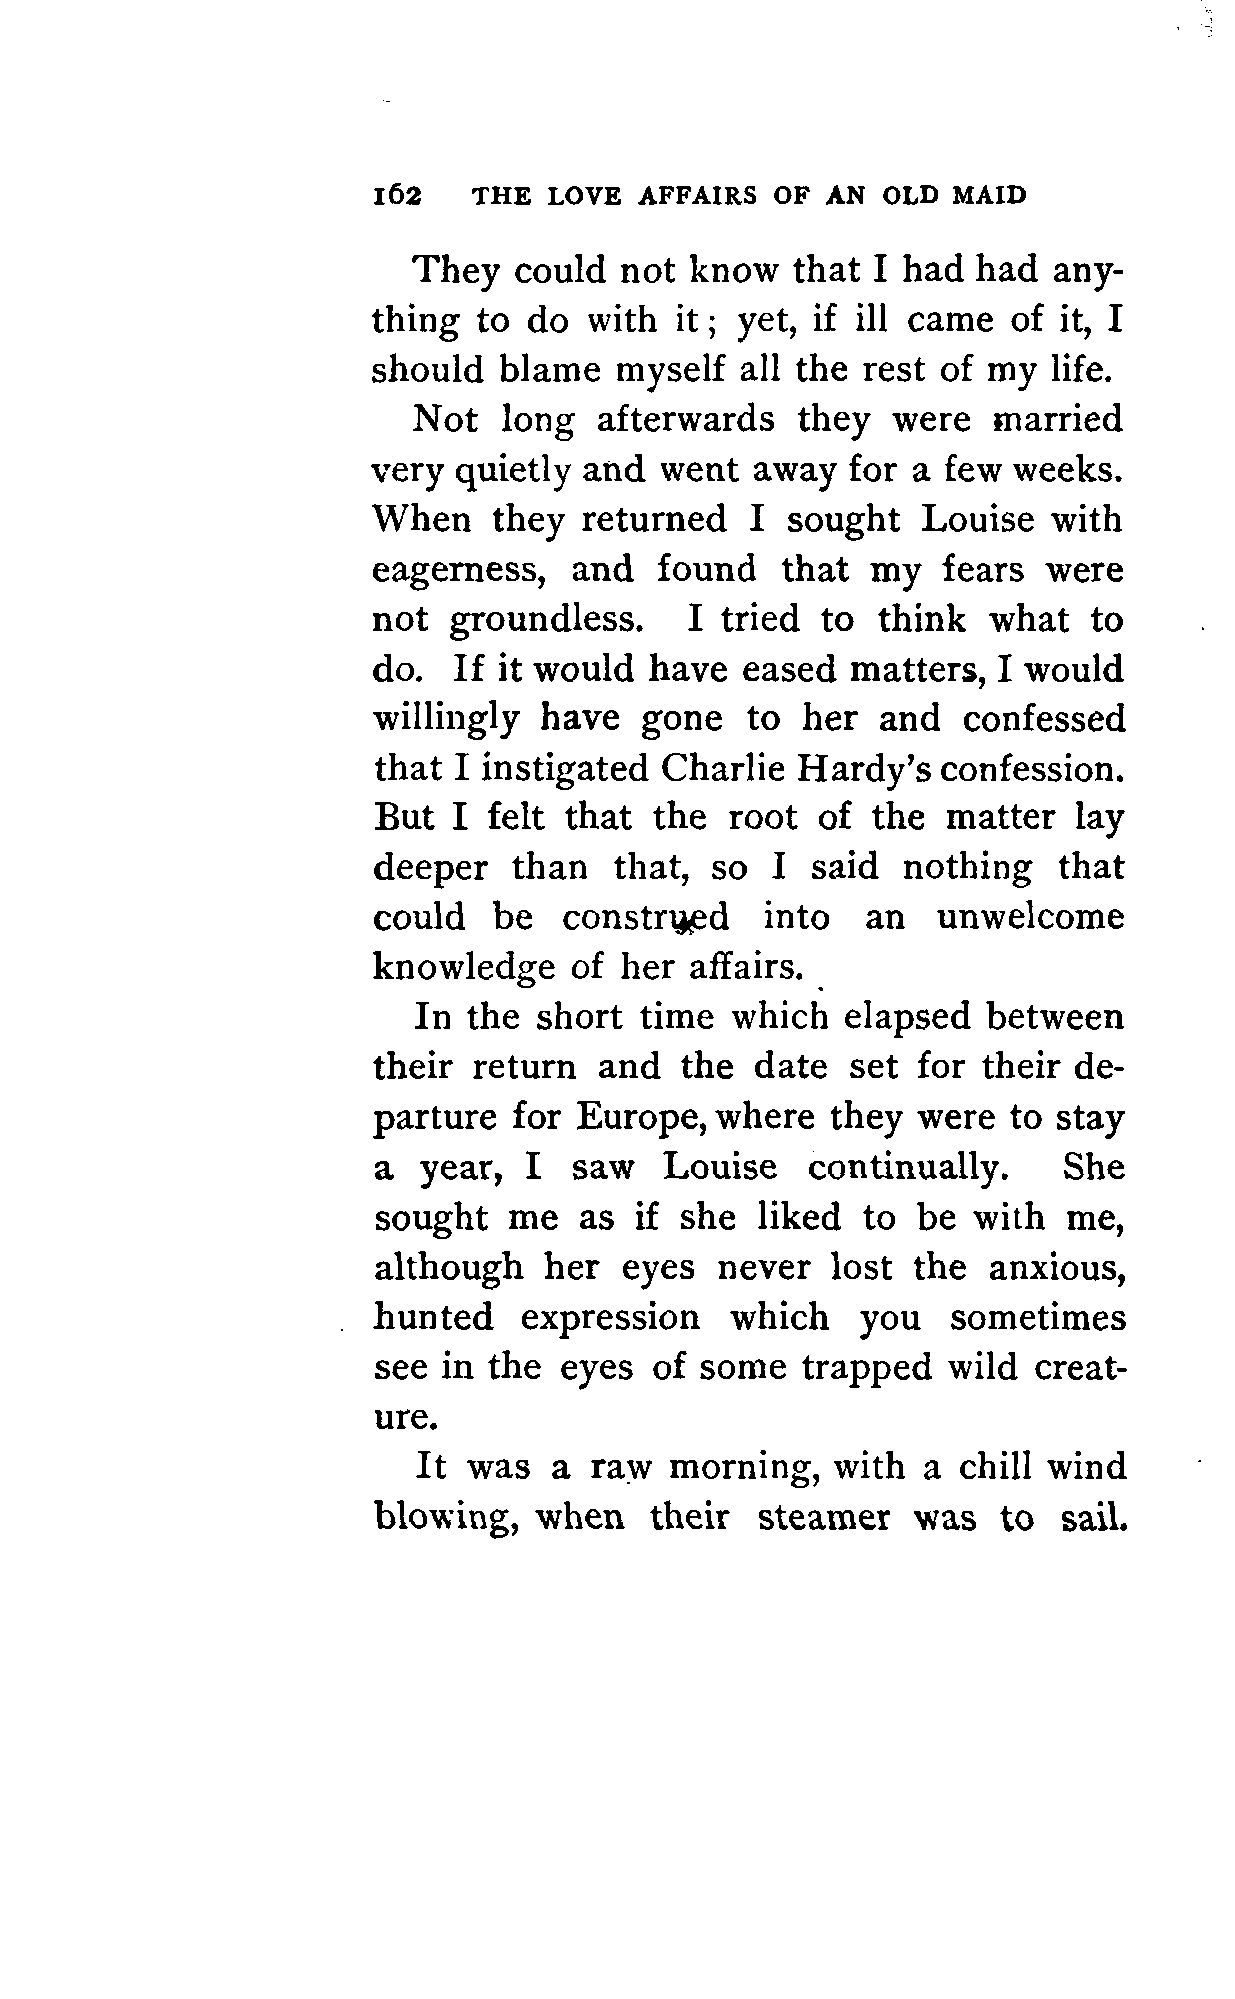 162 THE LOVE AFFAIRS OF AN OLD MAID
They could not know that I had had any-
thing to do with it; yet, if ill came of it, I
should blame myself all the rest of my life.
Not long afterwards they were married
very quietly and went away for a few weeks.
When they returned I sought Louise with
eagerness, and found that my fears were
not groundless. I tried to think what to
do. If it would have eased matters, I would
willingly have gone to her and confessed
that I instigated Charlie Hardy's confession.
But I felt that the root of the matter lay
deeper than that, so I said nothing that
could be construed into an unwelcome
knowledge of her affairs.
In the short time which elapsed between
their return and the date set for their de-
parture for Europe, where they were to stay
a year, I saw Louise continually. She
sought me as if she liked to be with me,
although her eyes never lost the anxious,
hunted expression which you sometimes
see in the eyes of some trapped wild creat-
ure.
It was a raw morning, with a chill wind
blowing, when their steamer was to sail.